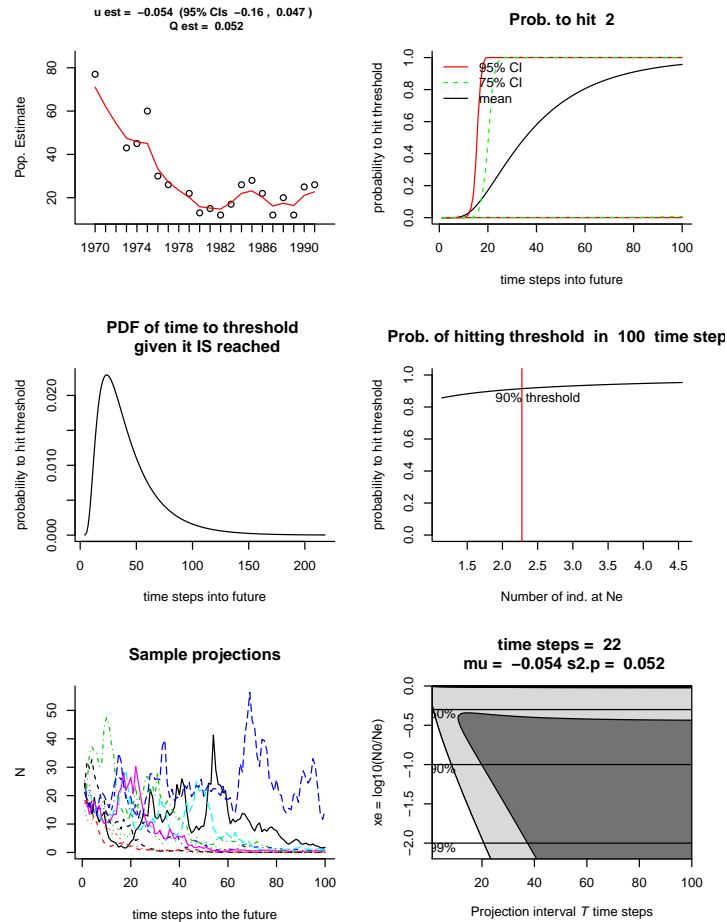 u est = −0.054 (95% CIs −0.16 , 0.047 )
Q est = 0.052
Pop. Estimate
80
60
40
20
1970 1974 1978 1982 1986 1990
Prob. to hit 2
probability to hit threshold
1.0
0.8
0.6
0.4
0.2
0.0
95% CI
75% CI
mean
0 20 40 60 80 100
time steps into future
PDF of time to threshold
given it IS reached
probability to hit threshold
0.020
0.010
0.000
0 50 100 150 200
time steps into future
Prob. of hitting threshold in 100 time step
probability to hit threshold
1.0
0.8
0.6
0.4
0.2
0.0
90% threshold
1.5 2.0 2.5 3.0 3.5 4.0 4.5
Number of ind. at Ne
Sample projections
N
50
40
30
20
10
0
0 20 40 60 80 100
time steps into the future
time steps = 22
mu = −0.054 s2.p = 0.052
xe = log10(N0/Ne)
0.0
−0.5
−1.0
−1.5
−2.0
90%
99%
20 40 60 80 100
Projection interval T time steps